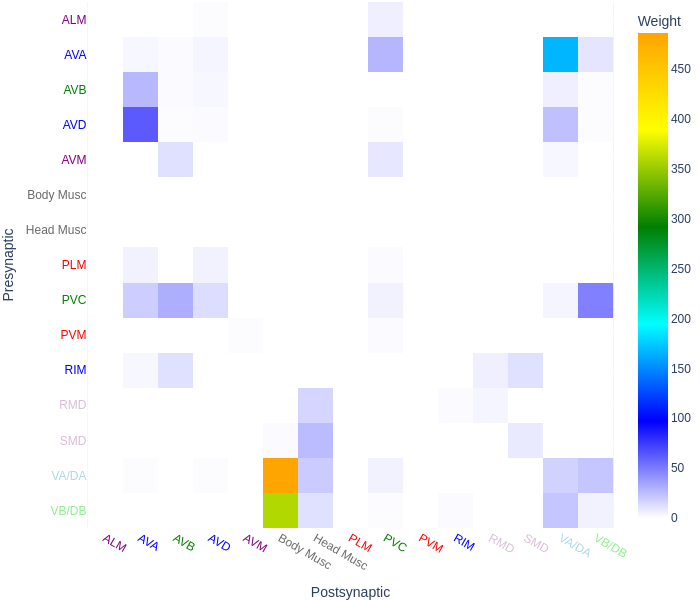 Weight
ALM
AVA
AVB
AVD
AVM
Body Musc
Head Musc
PLM
PVC
PVM
RIM
RMD
SMD
VA/DA
VB/DB
Presynaptic
450
400
350
300
250
200
150
100
50
0
ALM
AVA
AVB
AVD
AVM
Body Musc
Head Musc
PLM
PVC
PVM
RIM
RMD
SMD
VA/DA
VB/DB
Postsynaptic